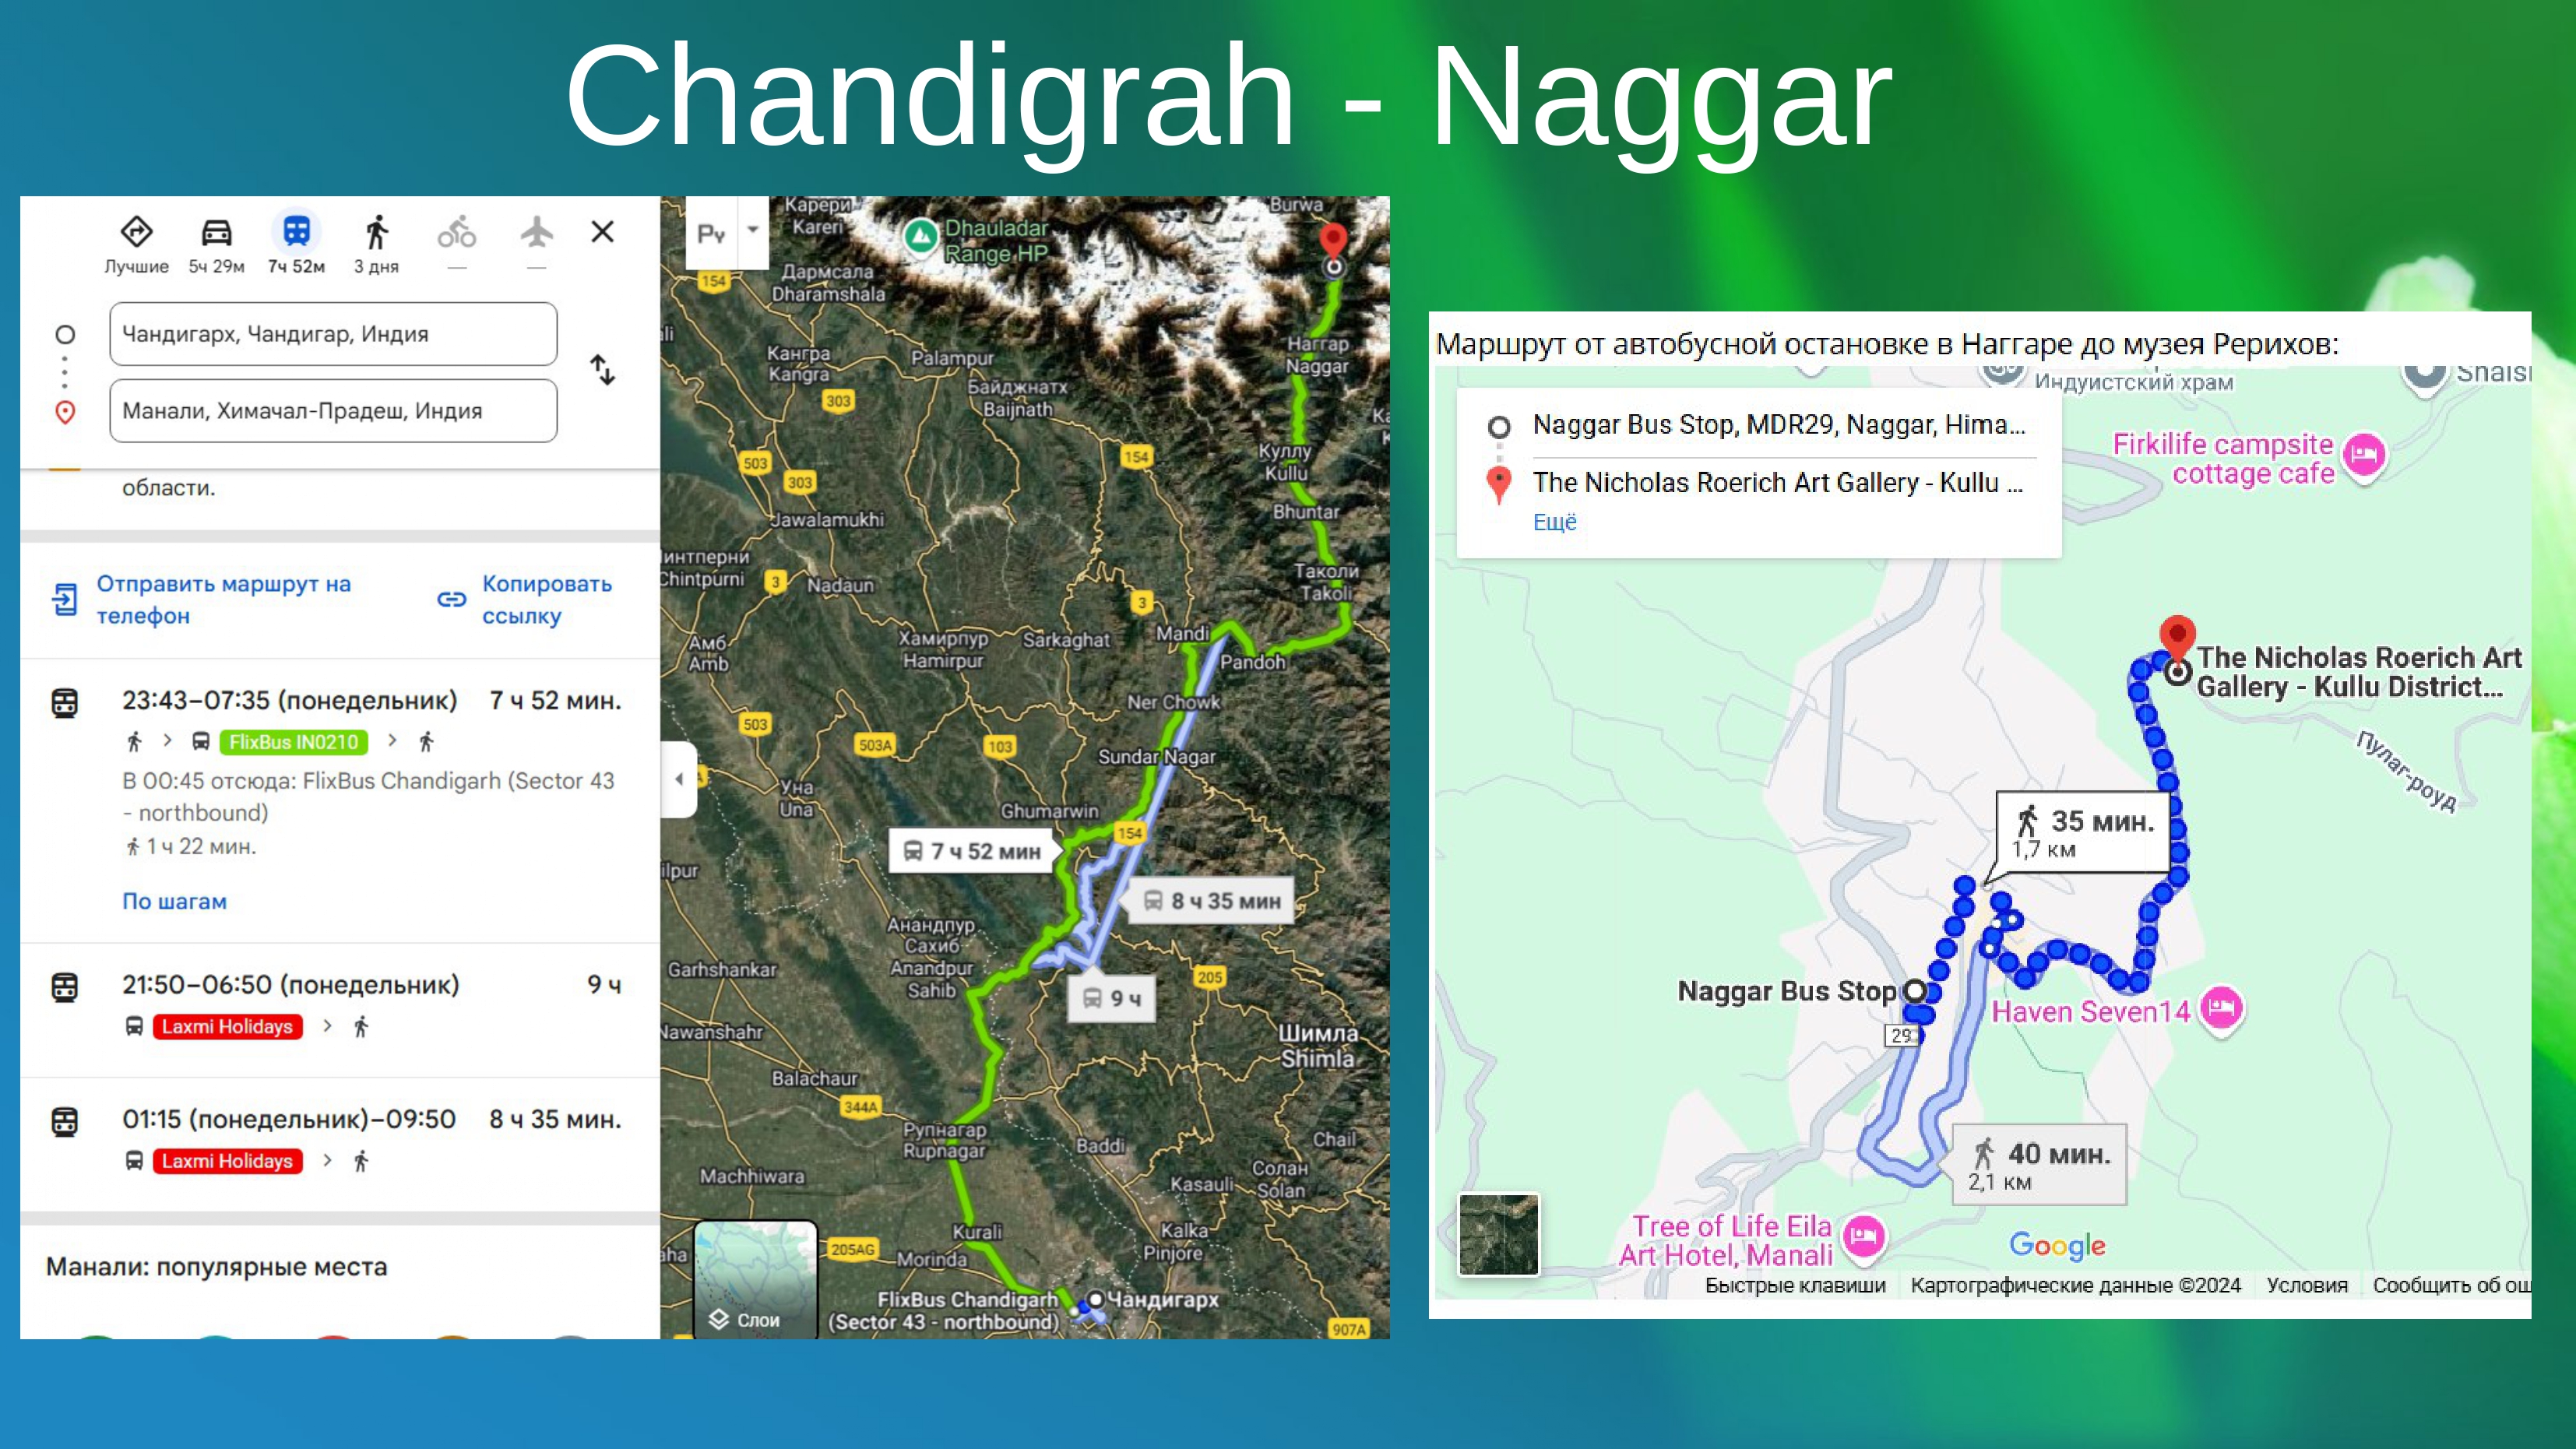 Chandigrah - Naggar
Лучшие
5ч 29м
7ч 52м
3 дня
Чандигарх, Чандигар, Индия
Манали, Химачал-Прадеш, Индия
области.
Отправить маршрут на
телефон
Копировать
ссылку
23:43–07:35 (понедельник) 7 ч 52 мин.
FlixBus IN0210
В 00:45 отсюда: FlixBus Chandigarh (Sector 43
- northbound)
1 ч 22 мин.
По шагам
21:50–06:50 (понедельник) 9 ч
Laxmi Holidays
01:15 (понедельник)–09:50 8 ч 35 мин.
Laxmi Holidays
Манали: популярные места
Карери
Kareri
Dhauladar
Range HP
Burwa
154
Дармсала
Dharamshala
Кангра
Kangra
Palampur
Наггар
Naggar
Байджнатх
Baijnath
303
154
503
303
Куллу
Kullu
Jawalamukhi
Bhuntar
Chintpurni
3
Nadaun
Таколи
Takoli
3
Амб
Amb
Хамирпур
Hamirpur
Sarkaghat
Mandi
Pandoh
Ner Chowk
503
503A
103
Sundar Nagar
Уна
Una
Ghumarwin
154
7 ч 52 мин
8 ч 35 мин
Анандпур
Сахиб
Anandpur
Sahib
Garhshankar
205
9 ч
Nawanshahr
Шимла
Shimla
Balachaur
344A
Рупнагар
Rupnagar
Baddi
Chail
Machhiwara
Солан
Solan
Kasauli
Kurali
Kalka
Pinjore
205AG
Morinda
FlixBus Chandigarh
(Sector 43 - northbound)
Чандигарх
Слои
907A
Маршрут от автобусной остановке в Наггаре до музея Рерихов:
Индуистский храм
Naggar Bus Stop, MDR29, Naggar, Hima...
The Nicholas Roerich Art Gallery - Kullu ...
Ещё
Firkilife campsite
cottage cafe
The Nicholas Roerich Art
Gallery - Kullu District...
Пулаг-роуд
35 мин.
1,7 км
Naggar Bus Stop
29
Haven Seven14
40 мин.
2,1 км
Tree of Life Eila
Art Hotel, Manali
Google
Быстрые клавиши
Картографические данные ©2024
Условия
Сообщить об ош